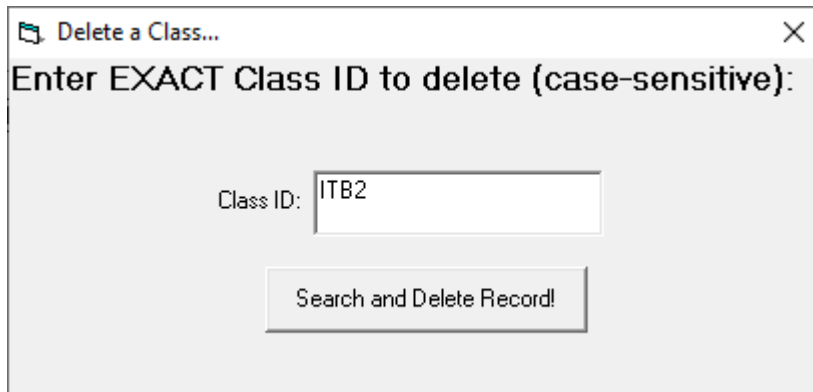 Delete a Class...
Enter EXACT Class ID to delete (case-sensitive):
Class ID: ITB2
Search and Delete Record!